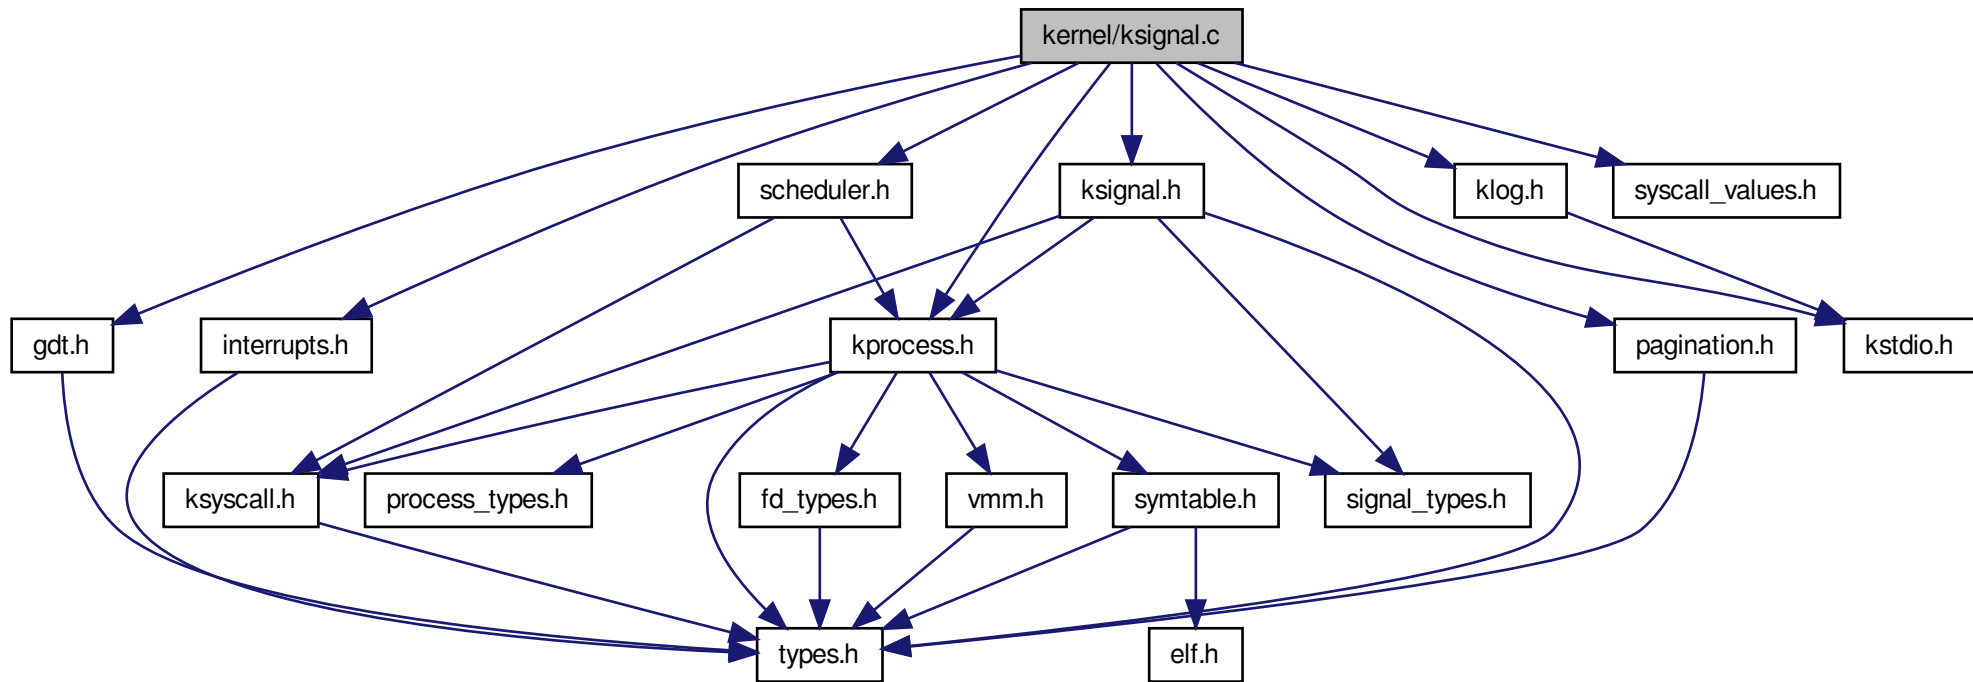 kernel/ksignal.c
scheduler.h
ksignal.h
klog.h
syscall_values.h
gdt.h
interrupts.h
kprocess.h
pagination.h
kstdio.h
ksyscall.h
process_types.h
fd_types.h
vmm.h
symtable.h
signal_types.h
types.h
elf.h